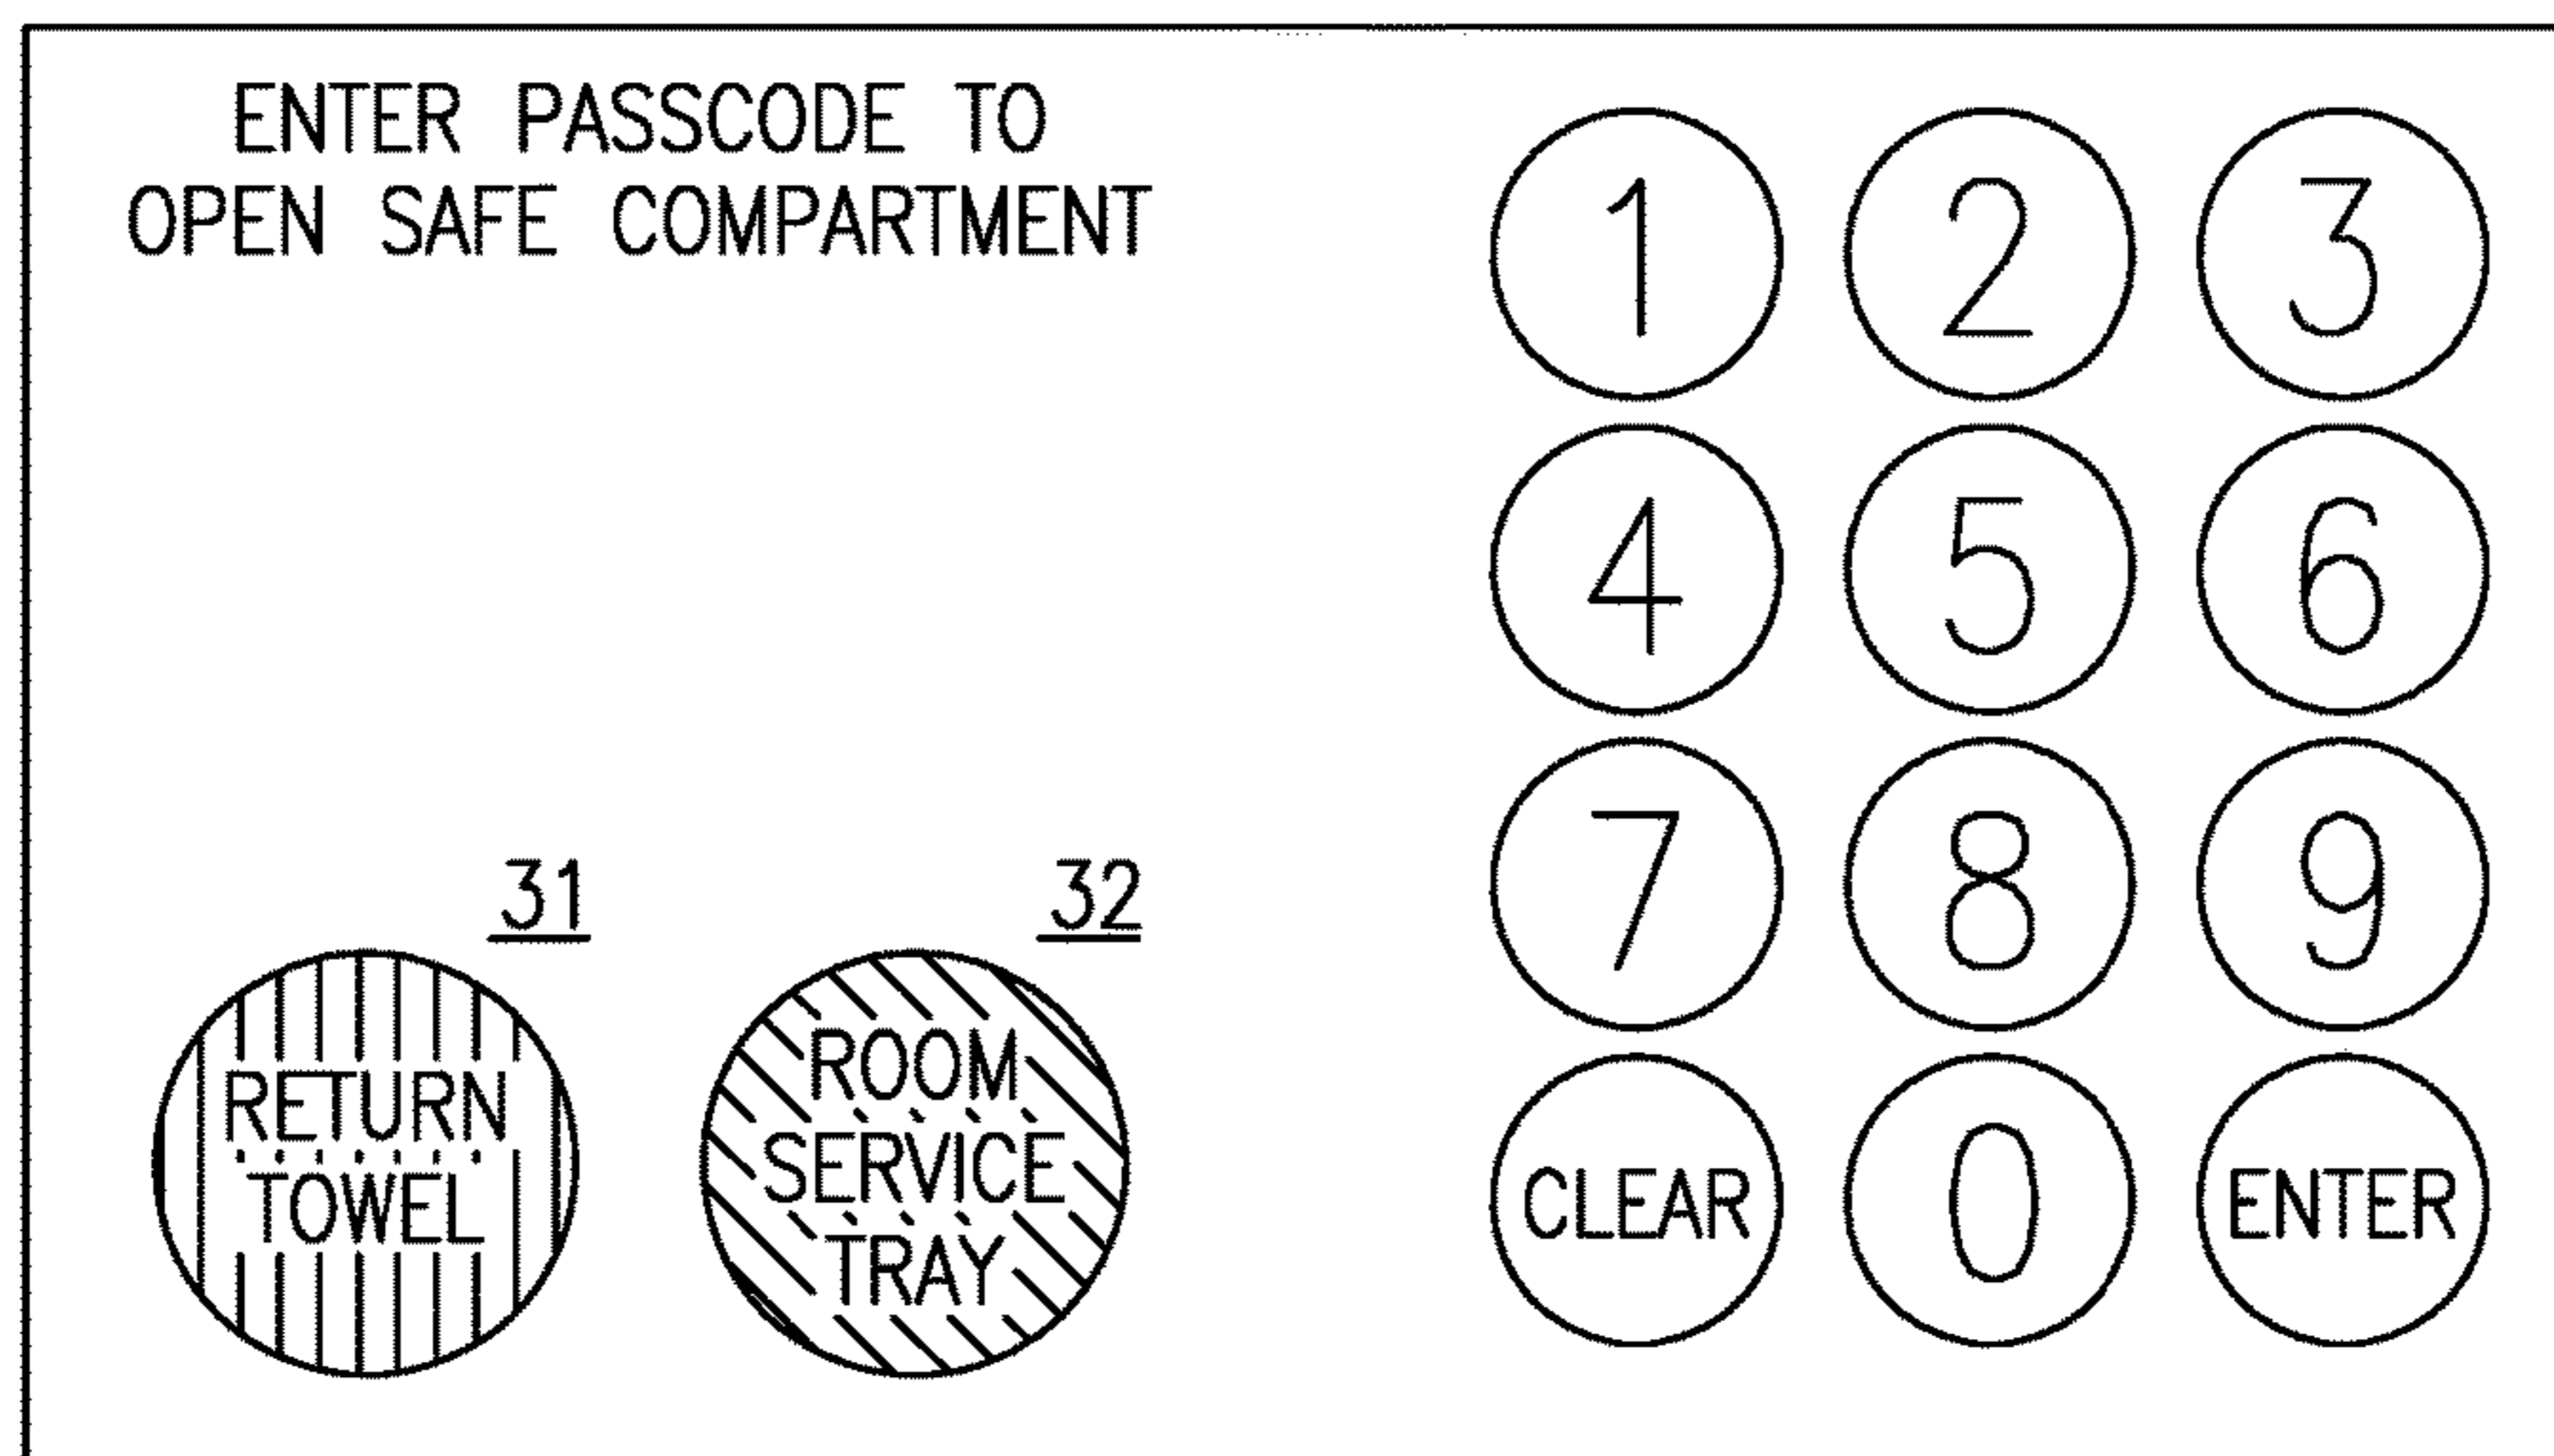 ENTER PASSCODE TO
OPEN SAFE COMPARTMENT
1 2 3
4 5 6
7 8 9
CLEAR 0 ENTER
31
RETURN
TOWEL
32
ROOM
SERVICE
TRAY